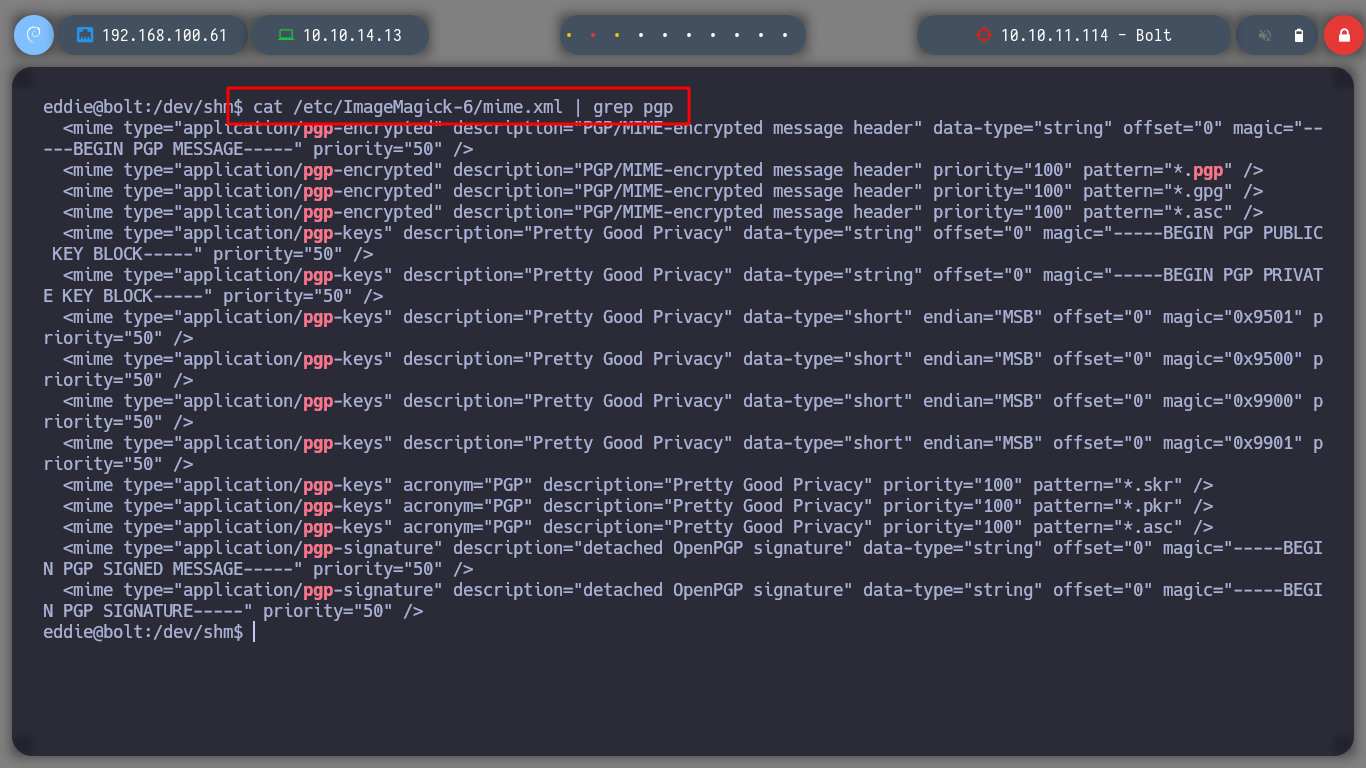 192.168.100.61 10.10.14.13 10.10.11.114 - Bolt
eddie@bolt:/dev/shm$ cat /etc/ImageMagick-6/mime.xml | grep pgp
  <mime type="application/pgp-encrypted" description="PGP/MIME-encrypted message header" data-type="string" offset="0" magic="--
---BEGIN PGP MESSAGE-----" priority="50" />
  <mime type="application/pgp-encrypted" description="PGP/MIME-encrypted message header" priority="100" pattern="*.pgp" />
  <mime type="application/pgp-encrypted" description="PGP/MIME-encrypted message header" priority="100" pattern="*.gpg" />
  <mime type="application/pgp-encrypted" description="PGP/MIME-encrypted message header" priority="100" pattern="*.asc" />
  <mime type="application/pgp-keys" description="Pretty Good Privacy" data-type="string" offset="0" magic="-----BEGIN PGP PUBLIC
 KEY BLOCK-----" priority="50" />
  <mime type="application/pgp-keys" description="Pretty Good Privacy" data-type="string" offset="0" magic="-----BEGIN PGP PRIVAT
E KEY BLOCK-----" priority="50" />
  <mime type="application/pgp-keys" description="Pretty Good Privacy" data-type="short" endian="MSB" offset="0" magic="0x9501" p
riority="50" />
  <mime type="application/pgp-keys" description="Pretty Good Privacy" data-type="short" endian="MSB" offset="0" magic="0x9500" p
riority="50" />
  <mime type="application/pgp-keys" description="Pretty Good Privacy" data-type="short" endian="MSB" offset="0" magic="0x9900" p
riority="50" />
  <mime type="application/pgp-keys" description="Pretty Good Privacy" data-type="short" endian="MSB" offset="0" magic="0x9901" p
riority="50" />
  <mime type="application/pgp-keys" acronym="PGP" description="Pretty Good Privacy" priority="100" pattern="*.skr" />
  <mime type="application/pgp-keys" acronym="PGP" description="Pretty Good Privacy" priority="100" pattern="*.pkr" />
  <mime type="application/pgp-keys" acronym="PGP" description="Pretty Good Privacy" priority="100" pattern="*.asc" />
  <mime type="application/pgp-signature" description="detached OpenPGP signature" data-type="string" offset="0" magic="-----BEGI
N PGP SIGNED MESSAGE-----" priority="50" />
  <mime type="application/pgp-signature" description="detached OpenPGP signature" data-type="string" offset="0" magic="-----BEGI
N PGP SIGNATURE-----" priority="50" />
eddie@bolt:/dev/shm$